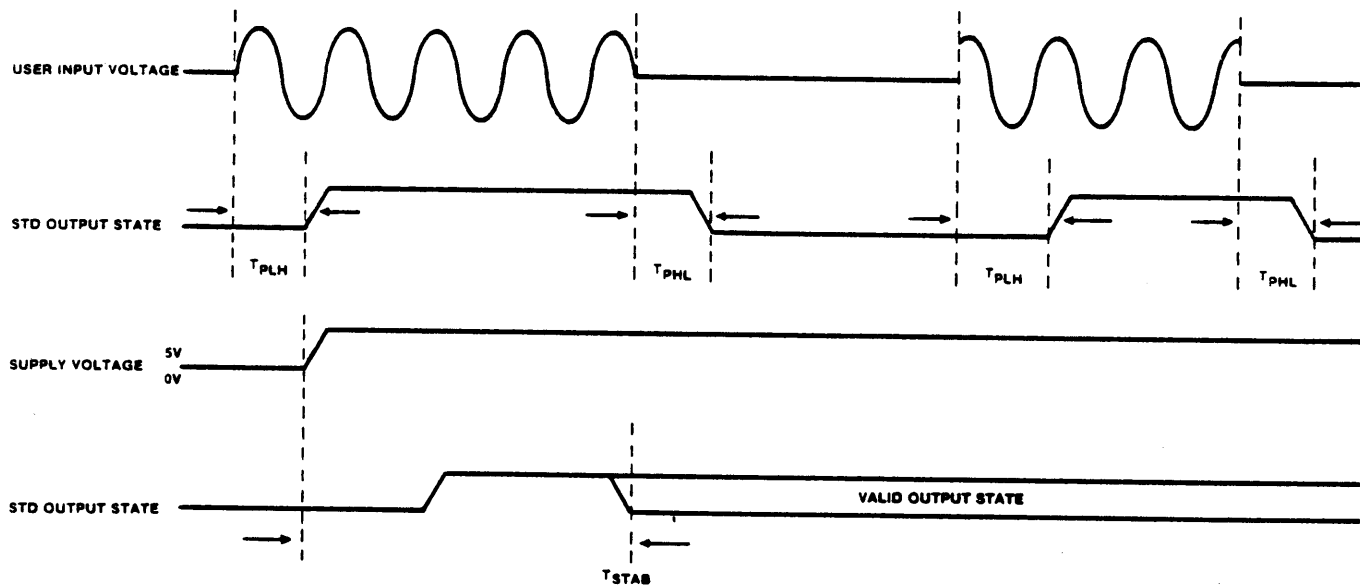 USER INPUT VOLTAGE
STD OUTPUT STATE
TPLH
TPHL
TPLH
TPHL
SUPPLY VOLTAGE
5V
0V
STD OUTPUT STATE
VALID OUTPUT STATE
TSTAB